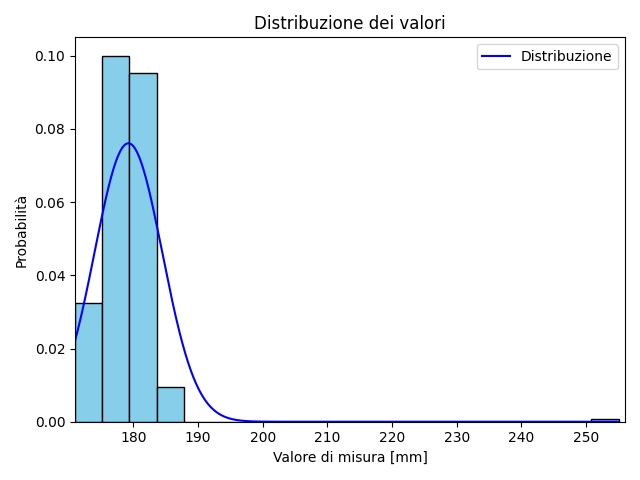 Distribuzione dei valori
Distribuzione
Probabilità
0.10
0.08
0.06
0.04
0.02
0.00
180 190 200 210 220 230 240 250
Valore di misura [mm]